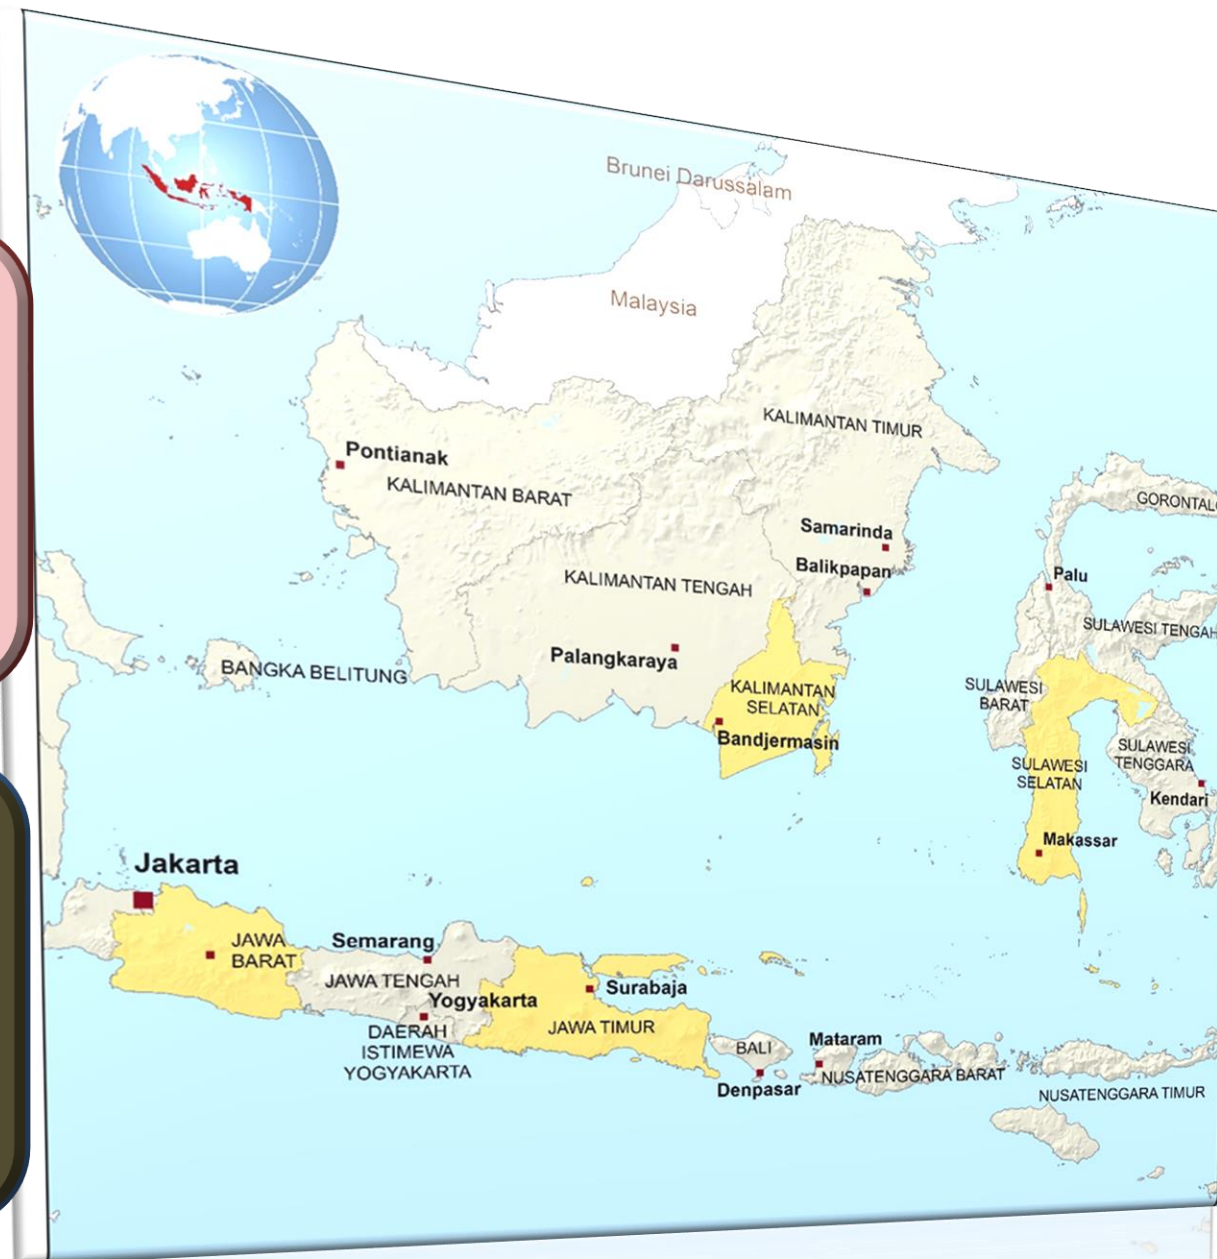 Brunei Darussalam
Malaysia
KALIMANTAN TIMUR
Pontianak
KALIMANTAN BARAT
GORONTALO
Samarinda
Balikpapan
Palu
KALIMANTAN TENGAH
SULAWESI TENGAH
Palangkaraya
BANGKA BELITUNG
KALIMANTAN
SELATAN
SULAWESI
BARAT
Bandjermasin
SULAWESI
TENGGARA
SULAWESI
SELATAN
Kendari
Makassar
Jakarta
JAWA
BARAT
Semarang
JAWA TENGAH
Yogyakarta
Surabaja
JAWA TIMUR
DAERAH
ISTIMEWA
YOGYAKARTA
BALI
Mataram
NUSATENGGARA BARAT
Denpasar
NUSATENGGARA TIMUR